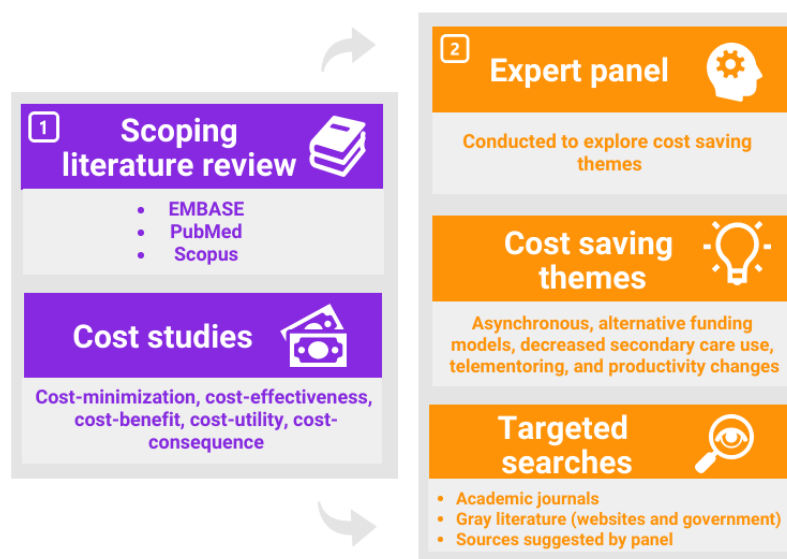 1
Scoping
literature review
• EMBASE
• PubMed
• Scopus
Cost studies
Cost-minimization, cost-effectiveness,
cost-benefit, cost-utility, cost-
consequence
2
Expert panel
Conducted to explore cost saving
themes
Cost saving
themes
Asynchronous, alternative funding
models, decreased secondary care use,
telementoring, and productivity changes
Targeted
searches
• Academic journals
• Gray literature (websites and government)
• Sources suggested by panel